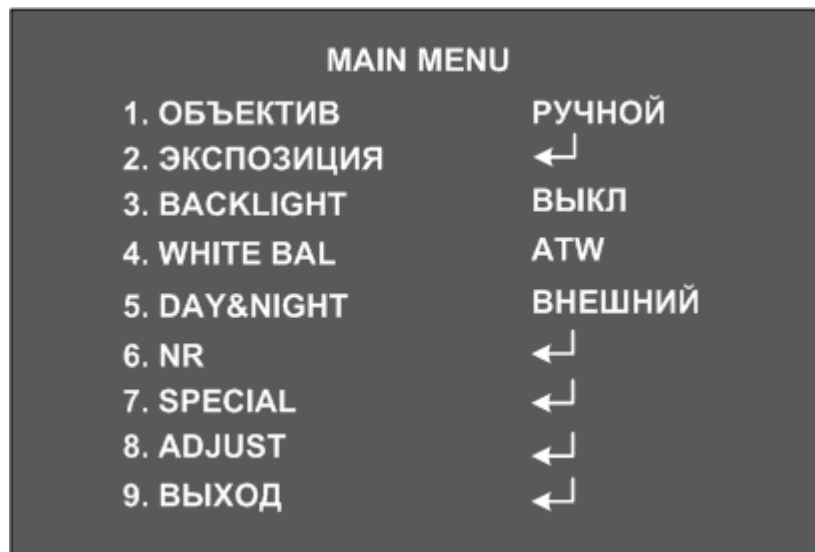 MAIN MENU
1. ОБЪЕКТИВ РУЧНОЙ
2. ЭКСПОЗИЦИЯ ↵
3. BACKLIGHT ВЫКЛ
4. WHITE BAL ATW
5. DAY&NIGHT ВНЕШНИЙ
6. NR ↵
7. SPECIAL ↵
8. ADJUST ↵
9. ВЫХОД ↵